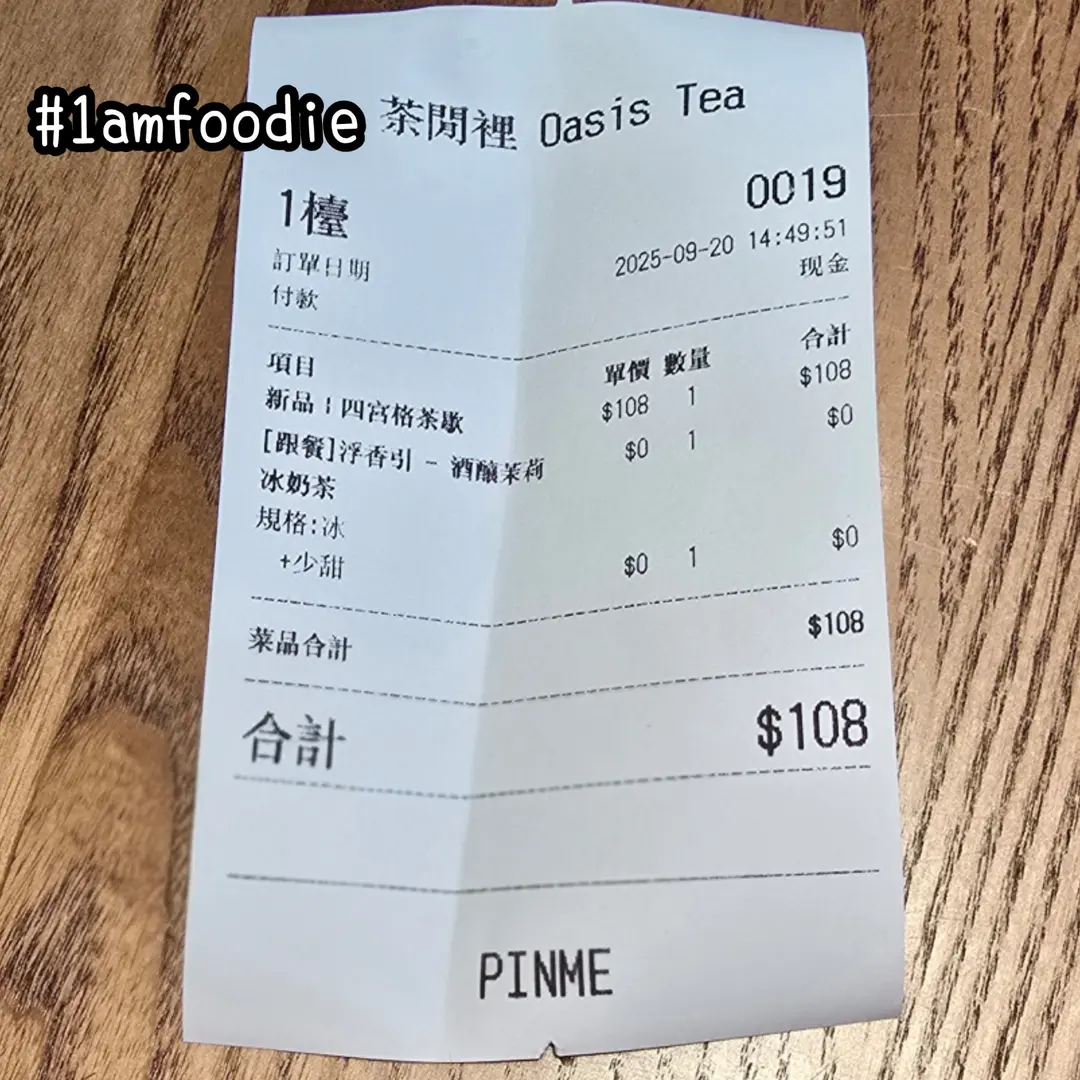 #1amfoodie
茶閒裡 Oasis Tea
0019
1檯
訂單日期 2025-09-20 14:49:51
付款 现金
項目 單價 數量 合計
新品｜四宮格茶歇 $108 1 $108
[跟餐]浮香引 - 酒釀茉莉 $0 1 $0
冰奶茶
規格:冰
+少甜 $0 1 $0
菜品合計 $108
合計 $108
PINME